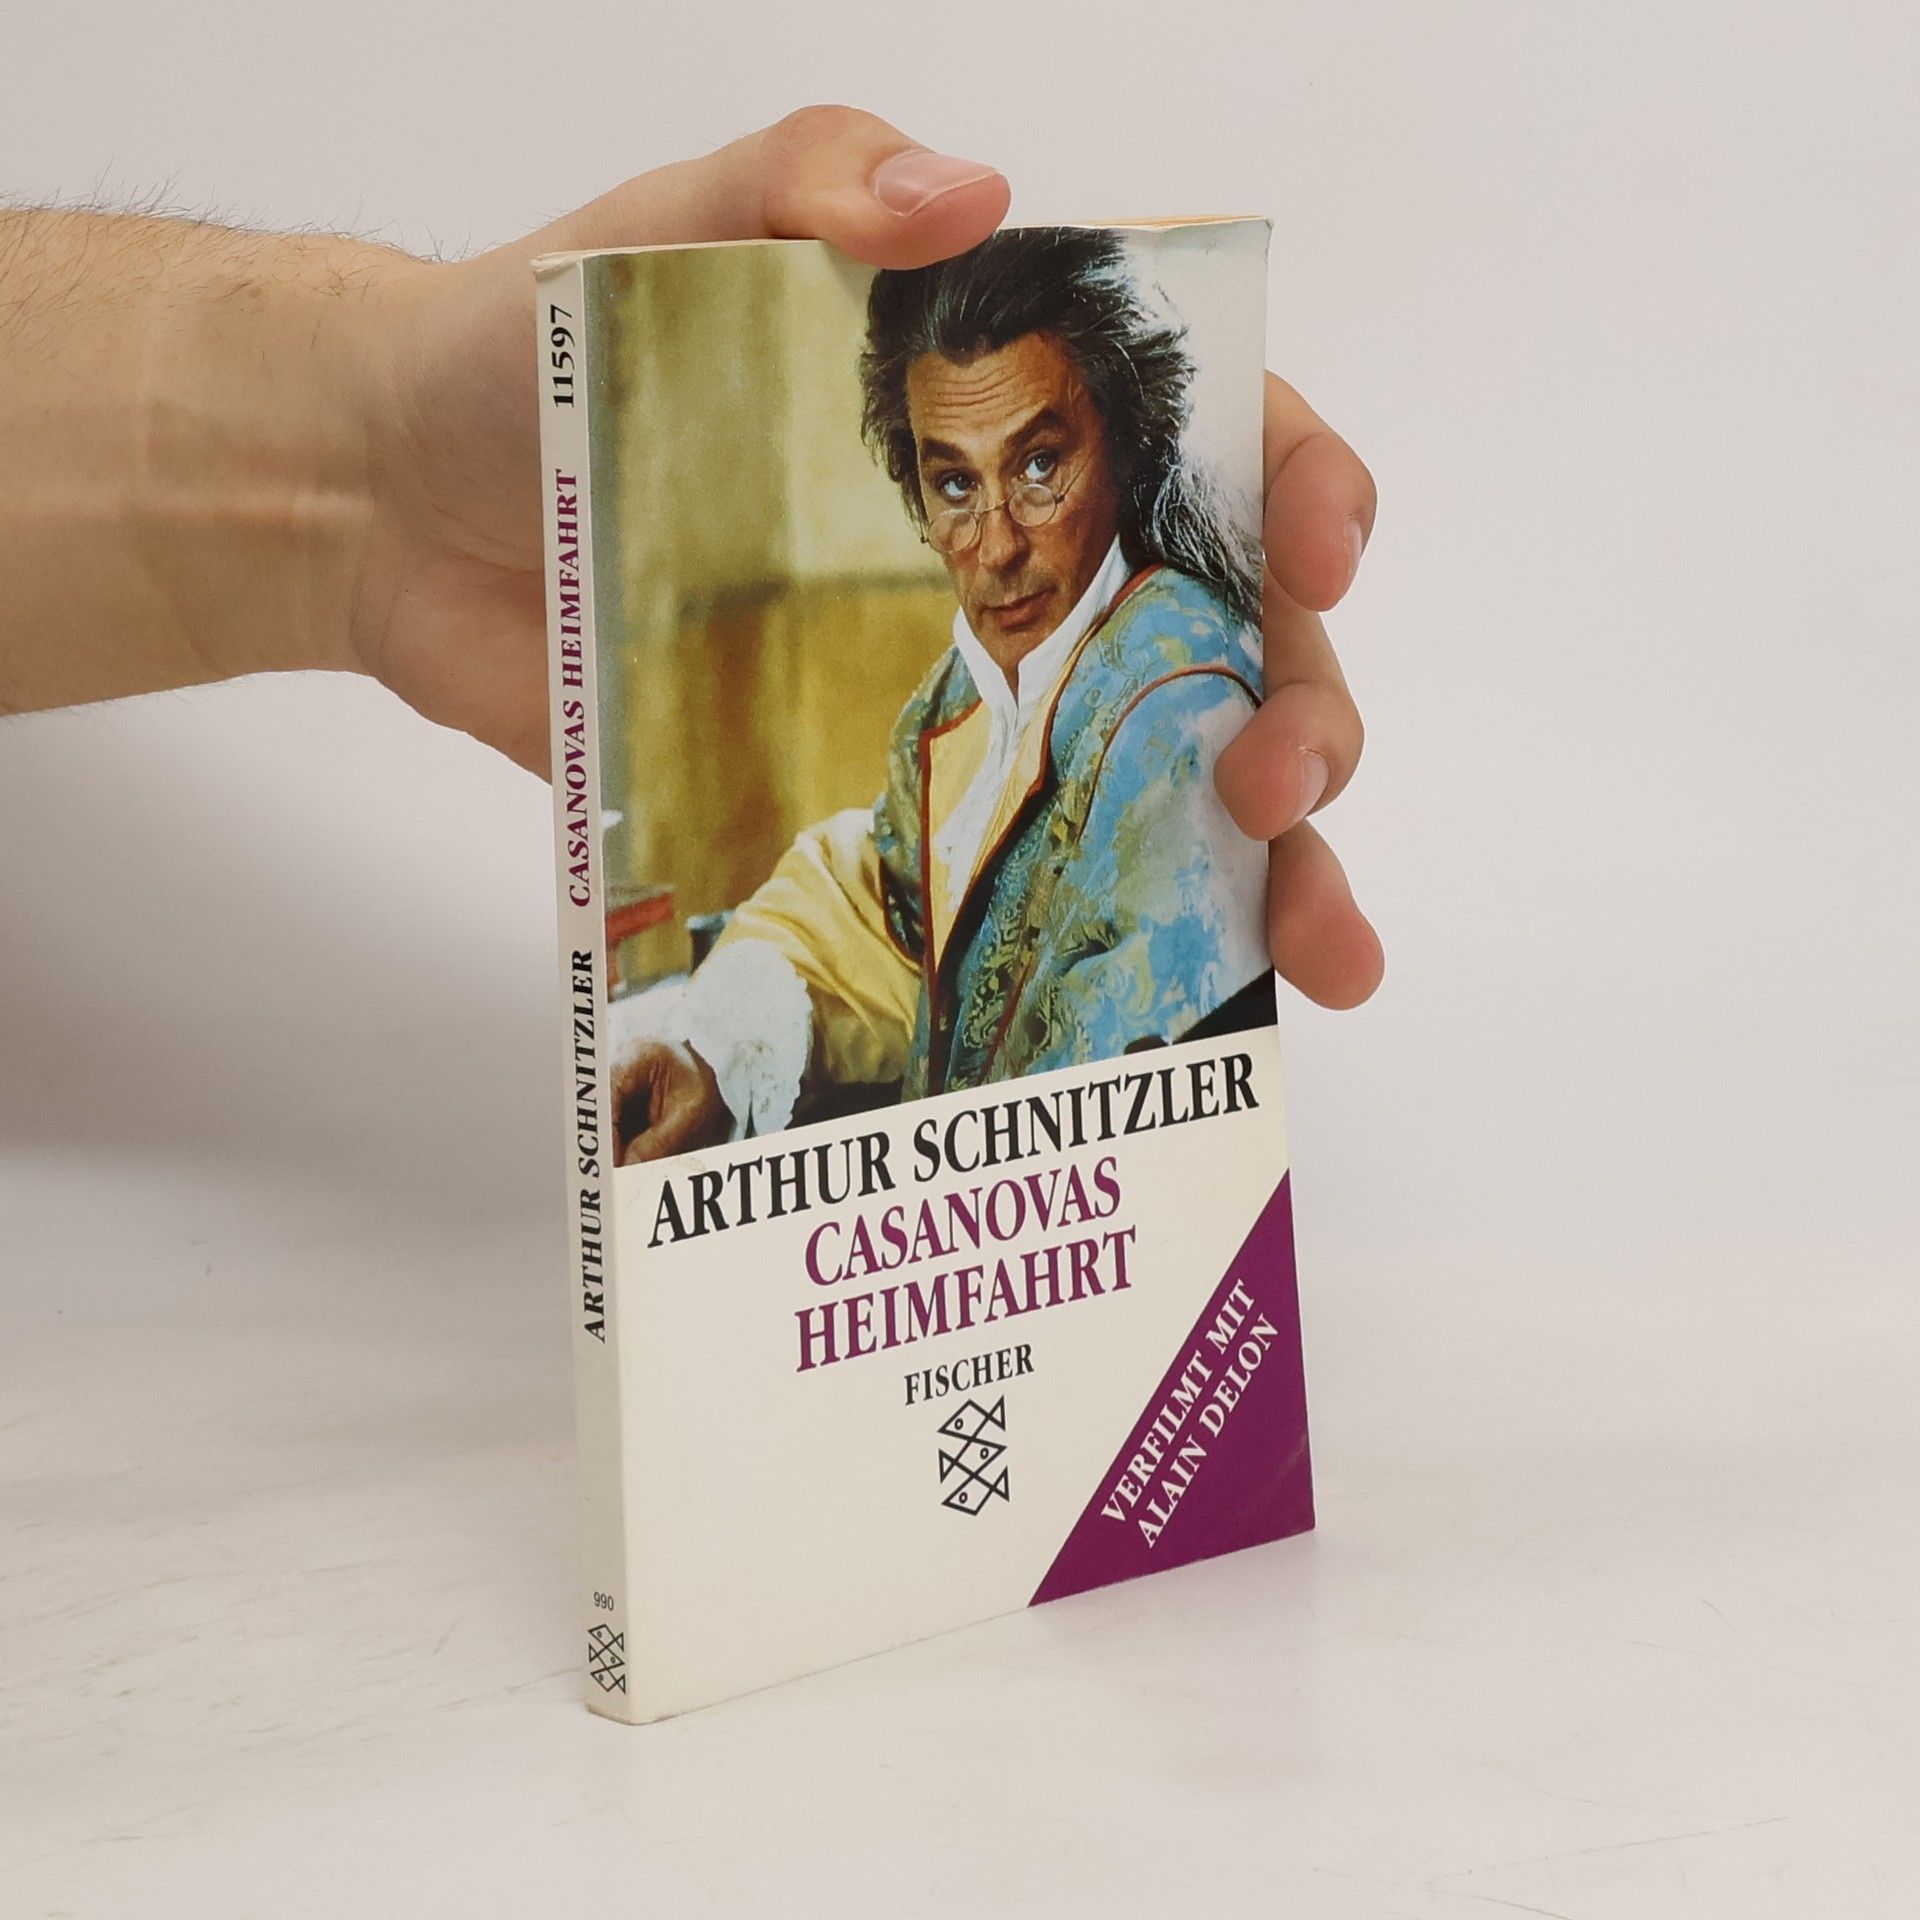 11597
CASANOVAS HEIMFAHRT
ARTHUR SCHNITZLER
990
ARTHUR SCHNITZLER
CASANOVAS
HEIMFAHRT
FISCHER
VERFILMT MIT
ALAIN DELON